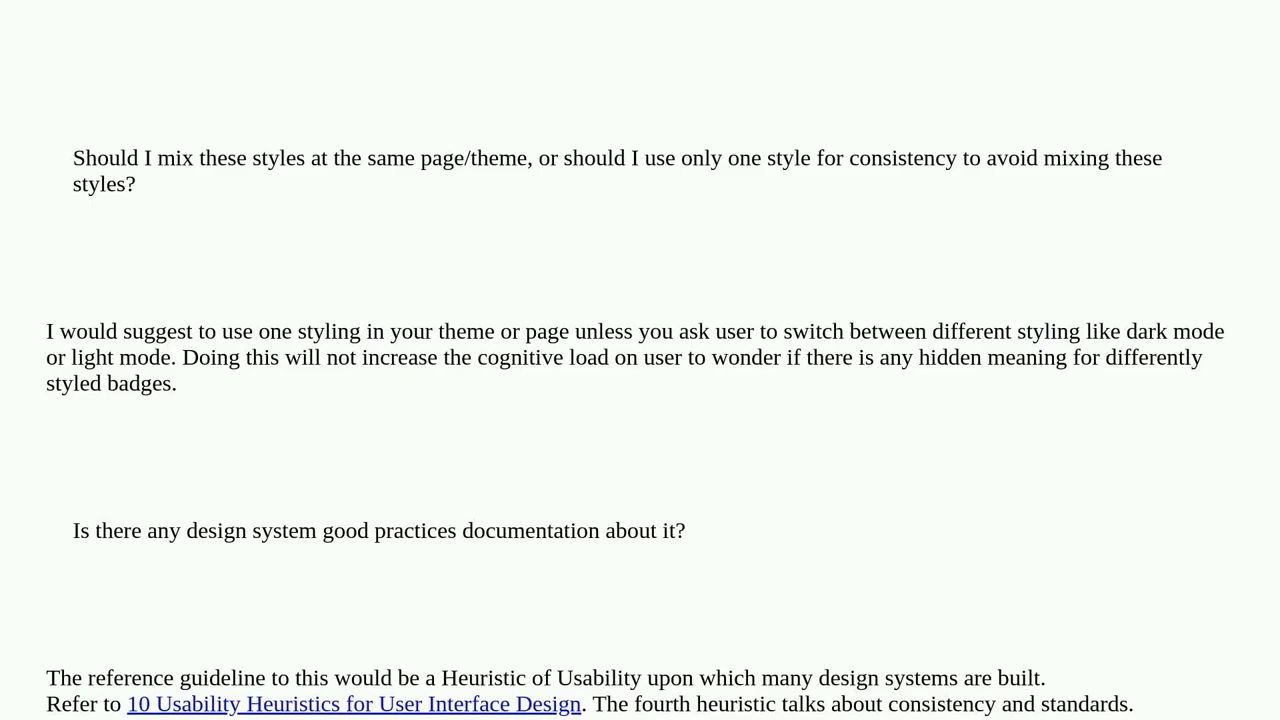 Should I mix these styles at the same page/theme, or should I use only one style for consistency to avoid mixing these
styles?
I would suggest to use one styling in your theme or page unless you ask user to switch between different styling like dark mode
or light mode. Doing this will not increase the cognitive load on user to wonder if there is any hidden meaning for differently
styled badges.
Is there any design system good practices documentation about it?
The reference guideline to this would be a Heuristic of Usability upon which many design systems are built.
Refer to 10 Usability Heuristics for User Interface Design. The fourth heuristic talks about consistency and standards.